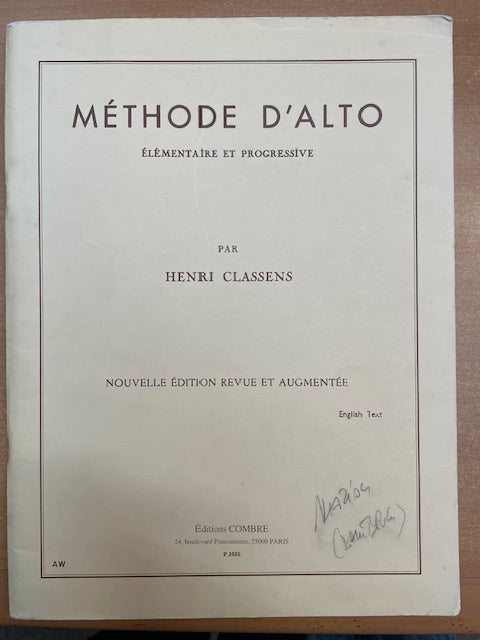 MÉTHODE D'ALTO
ÉLÉMENTAIRE ET PROGRESSIVE
PAR
HENRI CLASSENS
NOUVELLE ÉDITION REVUE ET AUGMENTÉE
English Text
Éditions COMBRE
24, boulevard Poissonnière, 75009 PARIS
P.1536
AW